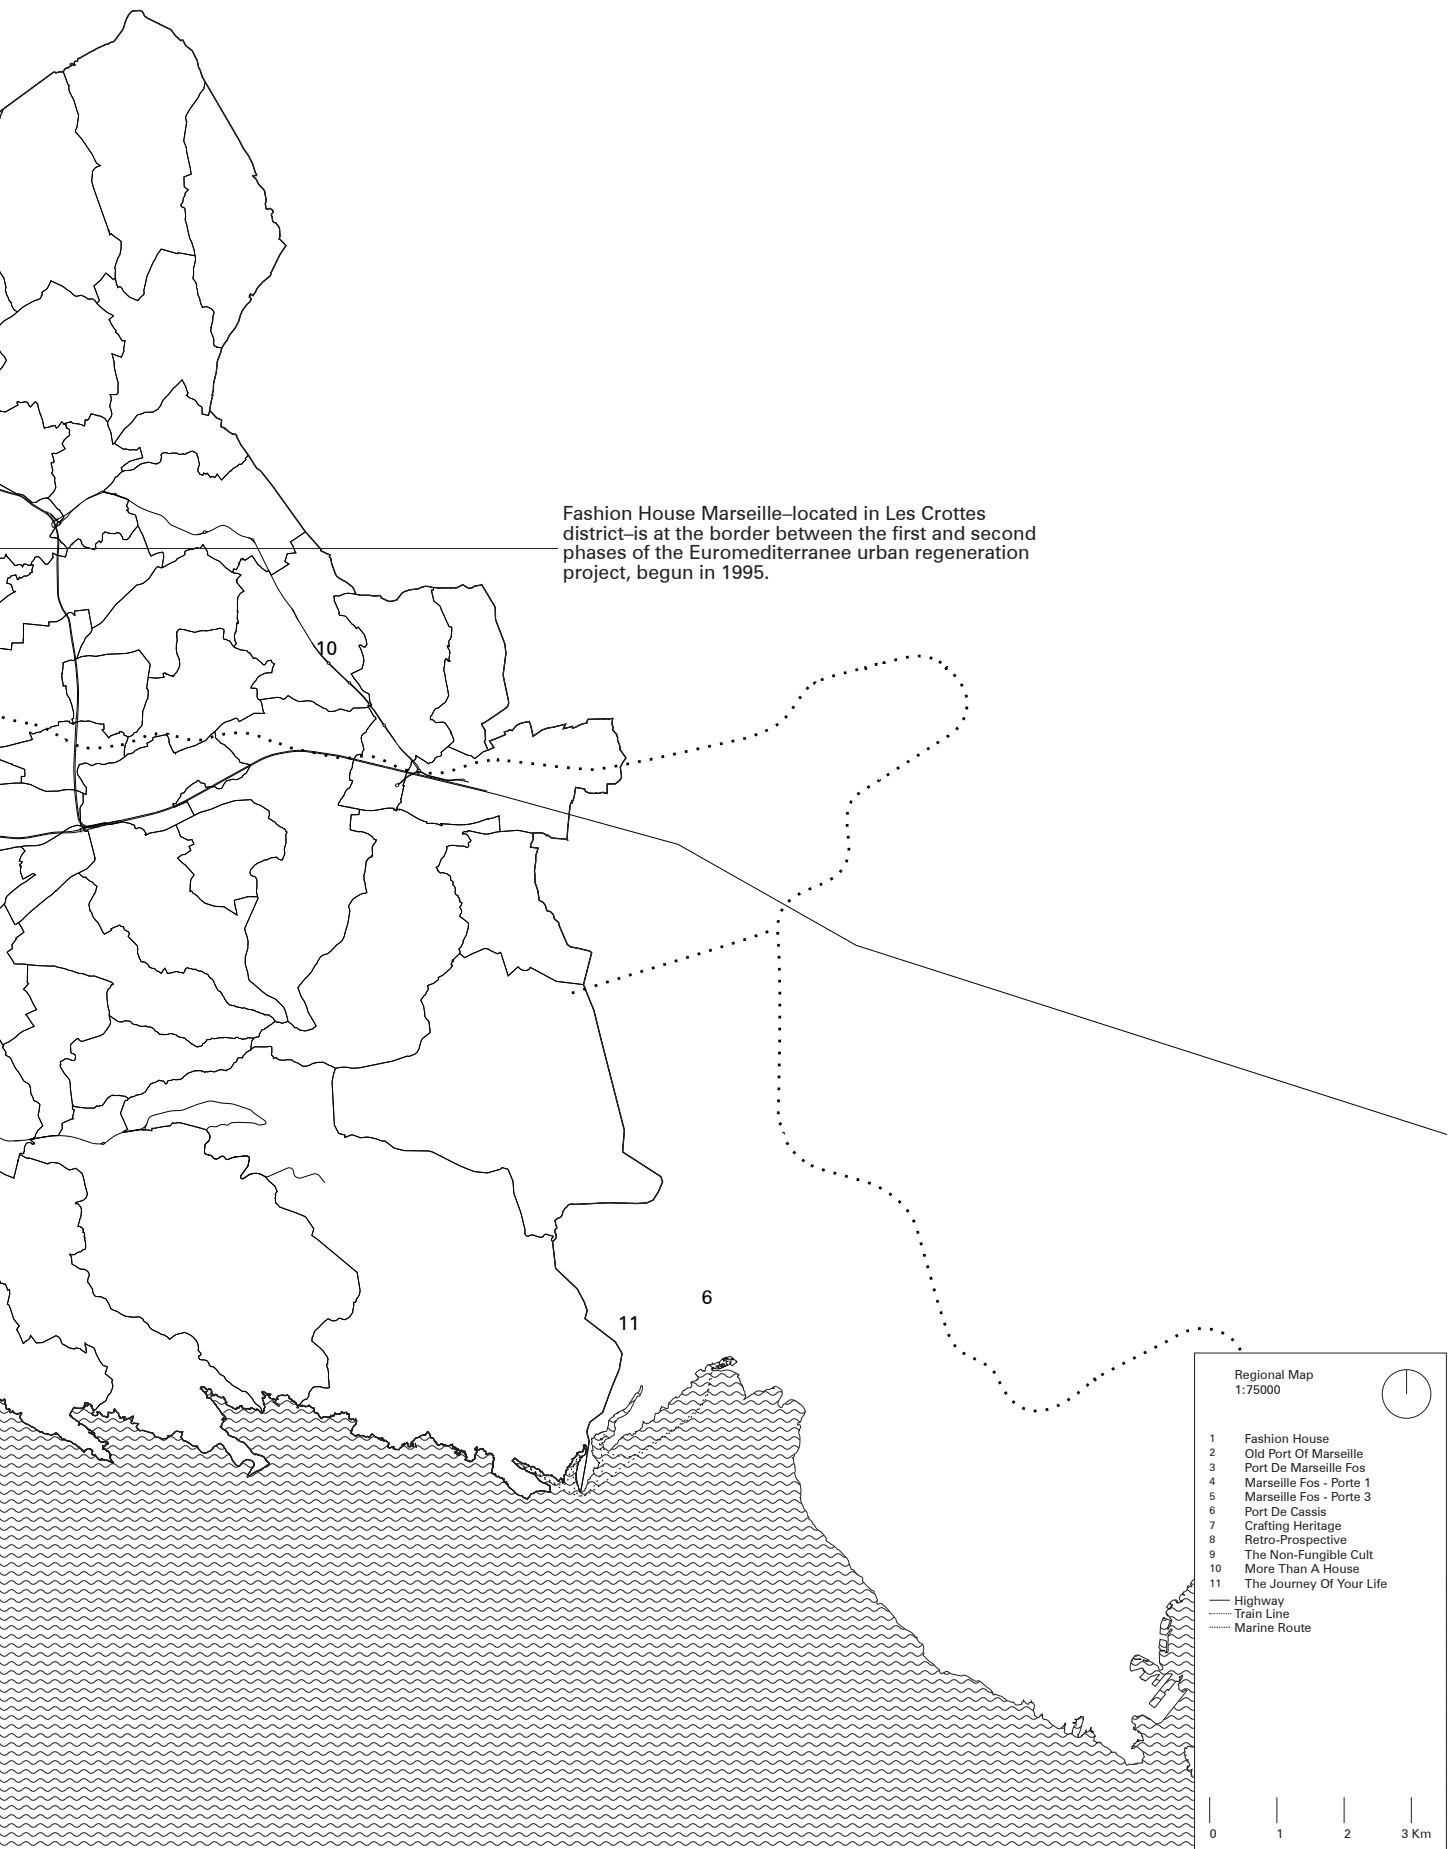 Fashion House Marseille–located in Les Crottes
district–is at the border between the first and second
phases of the Euromediterranee urban regeneration
project, begun in 1995.
10
6
11
Regional Map
1:75000
1 Fashion House
2 Old Port Of Marseille
3 Port De Marseille Fos
4 Marseille Fos - Porte 1
5 Marseille Fos - Porte 3
6 Port De Cassis
7 Crafting Heritage
8 Retro-Prospective
9 The Non-Fungible Cult
10 More Than A House
11 The Journey Of Your Life
Highway
Train Line
Marine Route
0 1 2 3 Km